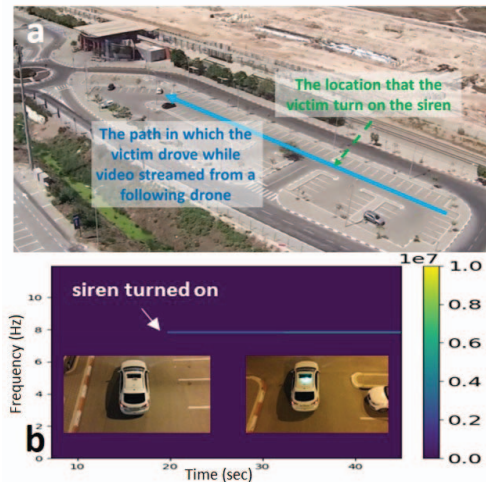 a
The location that the
victim turn on the siren
The path in which the
victim drove while
video streamed from a
following drone
1e7
siren turned on
Frequency (Hz)
10
8
6
4
2
0
1.0
0.8
0.6
0.4
0.2
0.0
b
20
30
40
10
Time (sec)